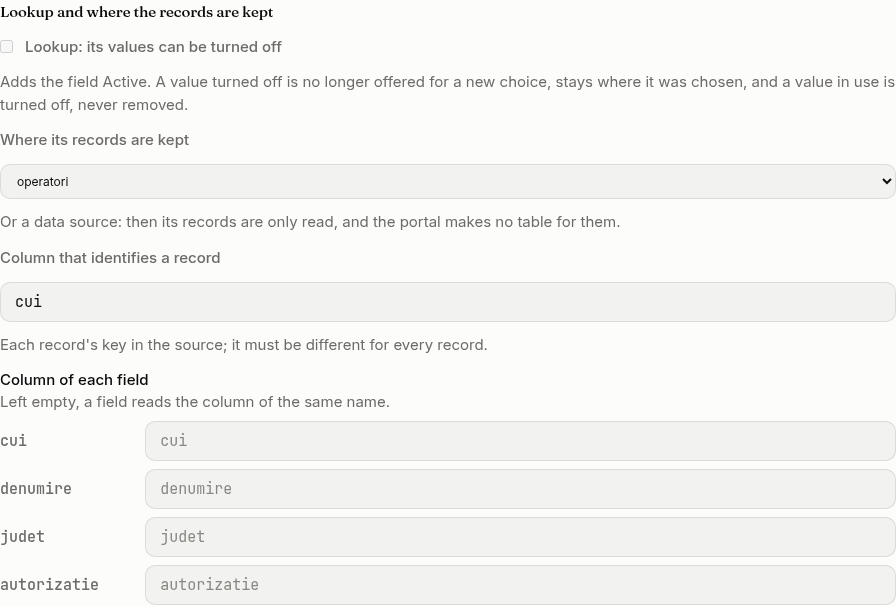 Lookup and where the records are kept
Lookup: its values can be turned off
Adds the field Active. A value turned off is no longer offered for a new choice, stays where it was chosen, and a value in use is
turned off, never removed.
Where its records are kept
operatori
Or a data source: then its records are only read, and the portal makes no table for them.
Column that identifies a record
cui
Each record's key in the source; it must be different for every record.
Column of each field
Left empty, a field reads the column of the same name.
cui cui
denumire denumire
judet judet
autorizatie autorizatie